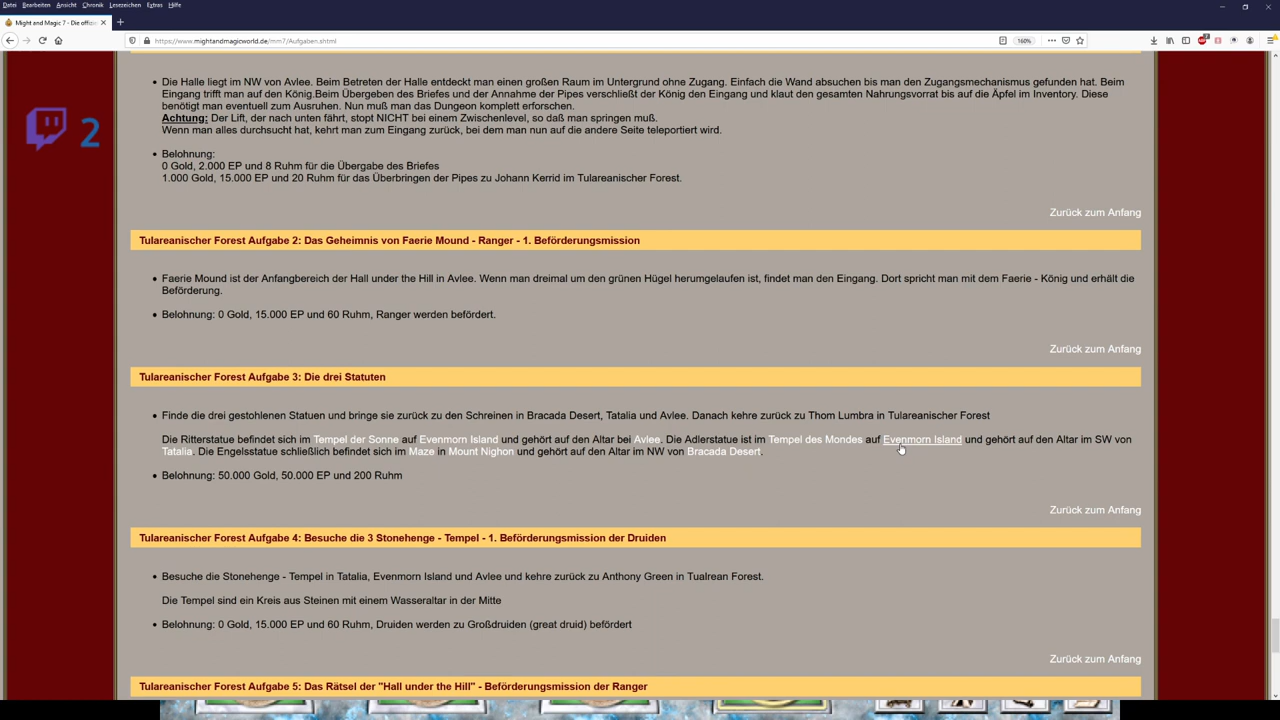 Datei Bearbeiten Ansicht Chronik Lesezeichen Extras Hilfe
Might and Magic 7 - Die offizie
https://www.mightandmagicworld.de/mm7/Aufgaben.shtml 160%
Die Halle liegt im NW von Avlee. Beim Betreten der Halle entdeckt man einen großen Raum im Untergrund ohne Zugang. Einfach die Wand absuchen bis man den Zugangsmechanismus gefunden hat. Beim
Eingang trifft man auf den König.Beim Übergeben des Briefes und der Annahme der Pipes verschließt der König den Eingang und klaut den gesamten Nahrungsvorrat bis auf die Äpfel im Inventory. Diese
benötigt man eventuell zum Ausruhen. Nun muß man das Dungeon komplett erforschen.
Achtung: Der Lift, der nach unten fährt, stopt NICHT bei einem Zwischenlevel, so daß man springen muß.
Wenn man alles durchsucht hat, kehrt man zum Eingang zurück, bei dem man nun auf die andere Seite teleportiert wird.
2
Belohnung:
0 Gold, 2.000 EP und 8 Ruhm für die Übergabe des Briefes
1.000 Gold, 15.000 EP und 20 Ruhm für das Überbringen der Pipes zu Johann Kerrid im Tulareanischer Forest.
Zurück zum Anfang
Tulareanischer Forest Aufgabe 2: Das Geheimnis von Faerie Mound - Ranger - 1. Beförderungsmission
Faerie Mound ist der Anfangbereich der Hall under the Hill in Avlee. Wenn man dreimal um den grünen Hügel herumgelaufen ist, findet man den Eingang. Dort spricht man mit dem Faerie - König und erhält die
Beförderung.
Belohnung: 0 Gold, 15.000 EP und 60 Ruhm, Ranger werden befördert.
Zurück zum Anfang
Tulareanischer Forest Aufgabe 3: Die drei Statuten
Finde die drei gestohlenen Statuen und bringe sie zurück zu den Schreinen in Bracada Desert, Tatalia und Avlee. Danach kehre zurück zu Thom Lumbra in Tulareanischer Forest
Die Ritterstatue befindet sich im Tempel der Sonne auf Evenmorn Island und gehört auf den Altar bei Avlee. Die Adlerstatue ist im Tempel des Mondes auf Evenmorn Island und gehört auf den Altar im SW von
Tatalia. Die Engelsstatue schließlich befindet sich im Maze in Mount Nighon und gehört auf den Altar im NW von Bracada Desert.
Belohnung: 50.000 Gold, 50.000 EP und 200 Ruhm
Zurück zum Anfang
Tulareanischer Forest Aufgabe 4: Besuche die 3 Stonehenge - Tempel - 1. Beförderungsmission der Druiden
Besuche die Stonehenge - Tempel in Tatalia, Evenmorn Island und Avlee und kehre zurück zu Anthony Green in Tualrean Forest.
Die Tempel sind ein Kreis aus Steinen mit einem Wasseraltar in der Mitte
Belohnung: 0 Gold, 15.000 EP und 60 Ruhm, Druiden werden zu Großdruiden (great druid) befördert
Zurück zum Anfang
Tulareanischer Forest Aufgabe 5: Das Rätsel der "Hall under the Hill" - Beförderungsmission der Ranger